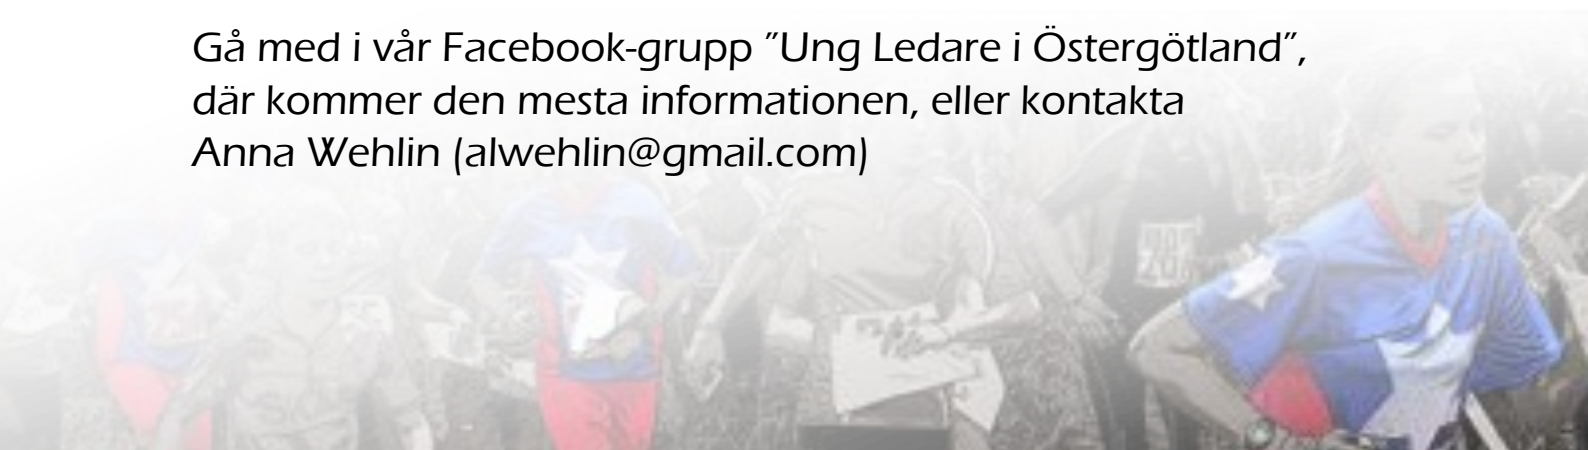 Gå med i vår Facebook-grupp ”Ung Ledare i Östergötland”,
där kommer den mesta informationen, eller kontakta
Anna Wehlin (alwehlin@gmail.com)